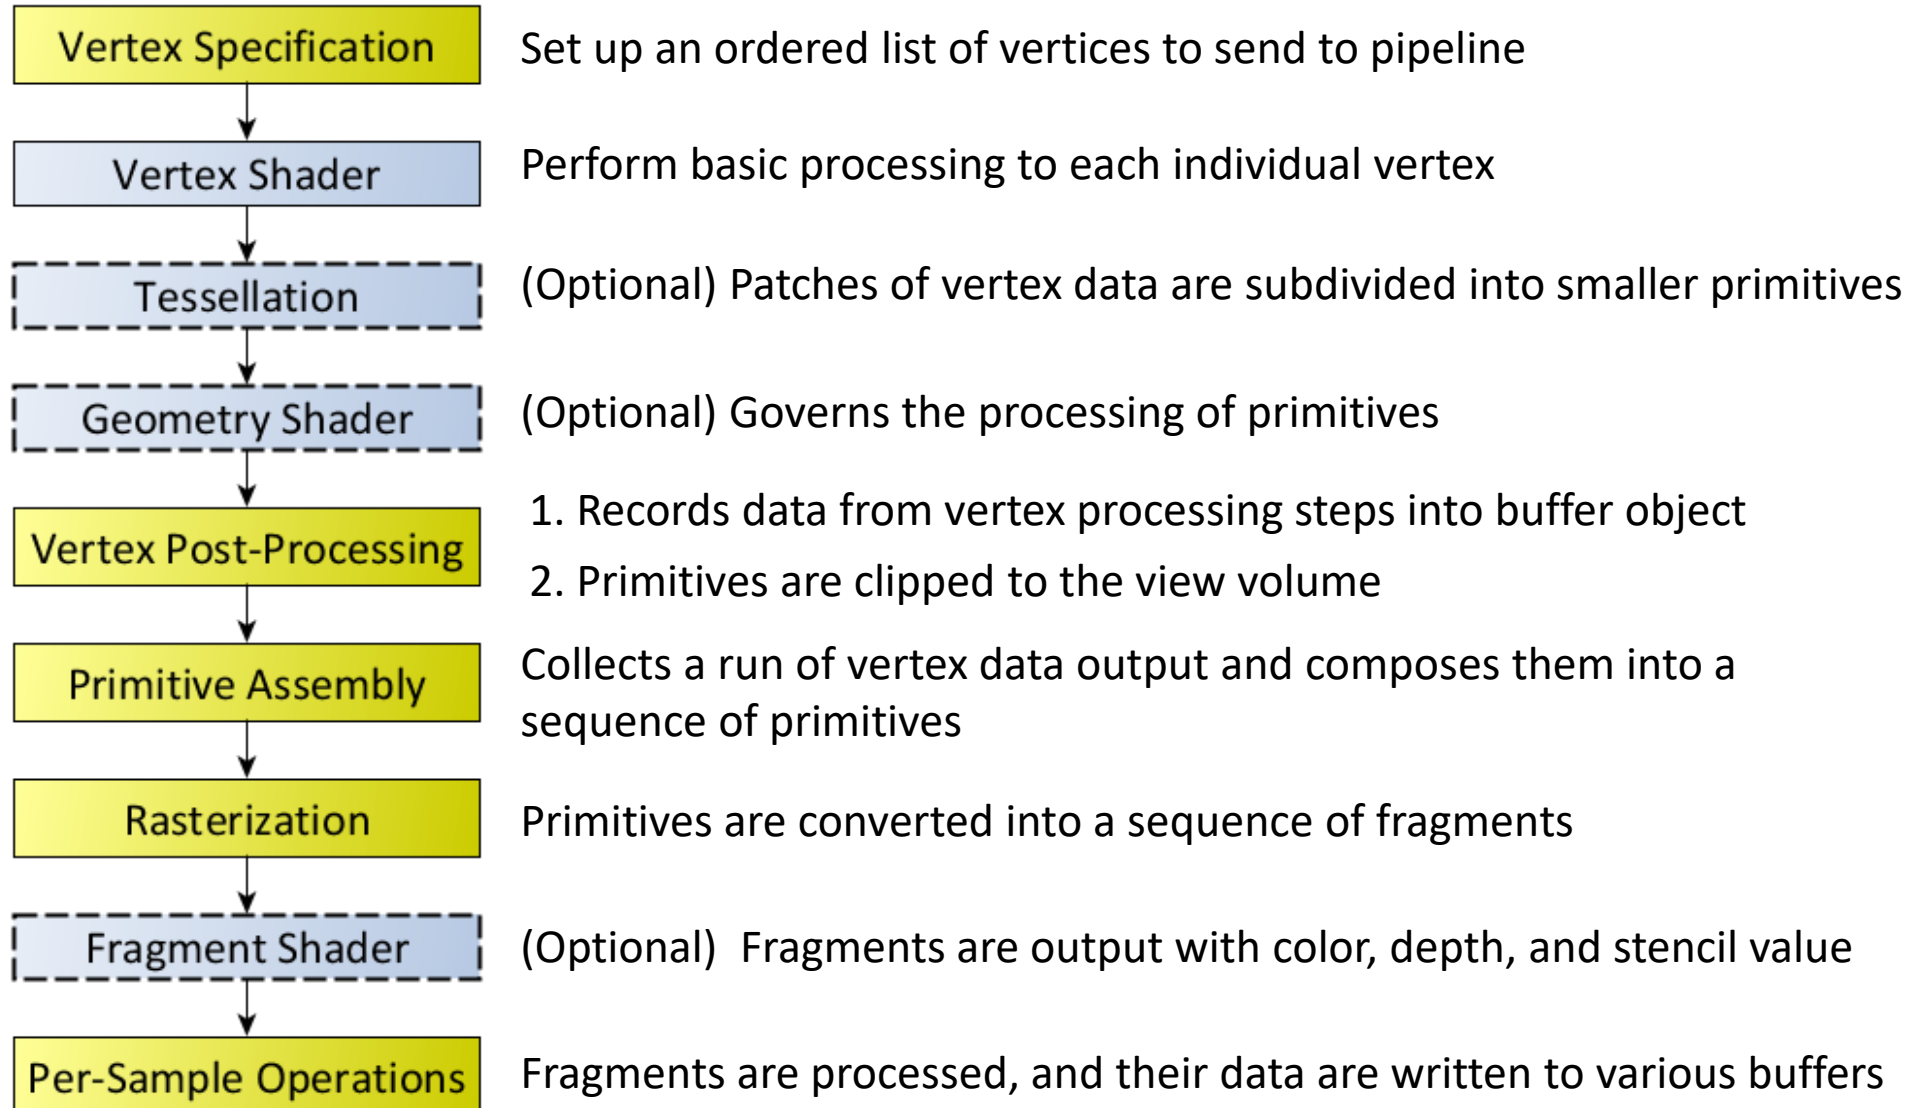 Vertex Specification
Set up an ordered list of vertices to send to pipeline
Vertex Shader
Perform basic processing to each individual vertex
Tessellation
(Optional) Patches of vertex data are subdivided into smaller primitives
Geometry Shader
(Optional) Governs the processing of primitives
Vertex Post-Processing
1. Records data from vertex processing steps into buffer object
2. Primitives are clipped to the view volume
Primitive Assembly
Collects a run of vertex data output and composes them into a
sequence of primitives
Rasterization
Primitives are converted into a sequence of fragments
Fragment Shader
(Optional) Fragments are output with color, depth, and stencil value
Per-Sample Operations
Fragments are processed, and their data are written to various buffers